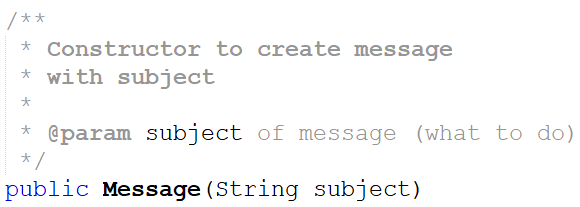 /**
* Constructor to create message
* with subject
*
* @param subject of message (what to do)
*/
public Message(String subject)